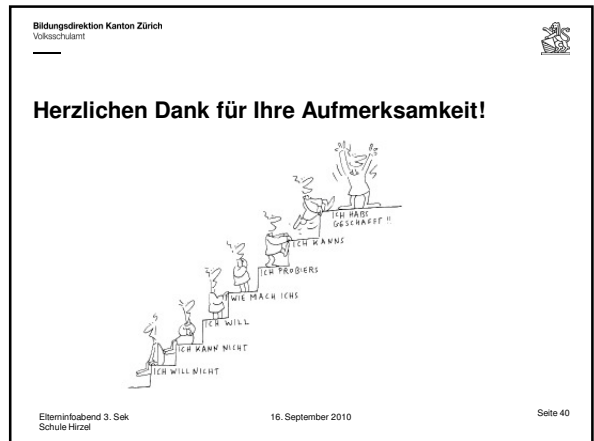 Bildungsdirektion Kanton Zürich
Volksschulamt
Herzlichen Dank für Ihre Aufmerksamkeit!
ICH HABS
GESCHAFFT !!
ICH KANNS
ICH PROBIERS
WIE MACH ICHS
ICH WILL
ICH KANN NICHT
ICH WILL NICHT
Elterninfoabend 3. Sek
Schule Hirzel
16. September 2010
Seite 40